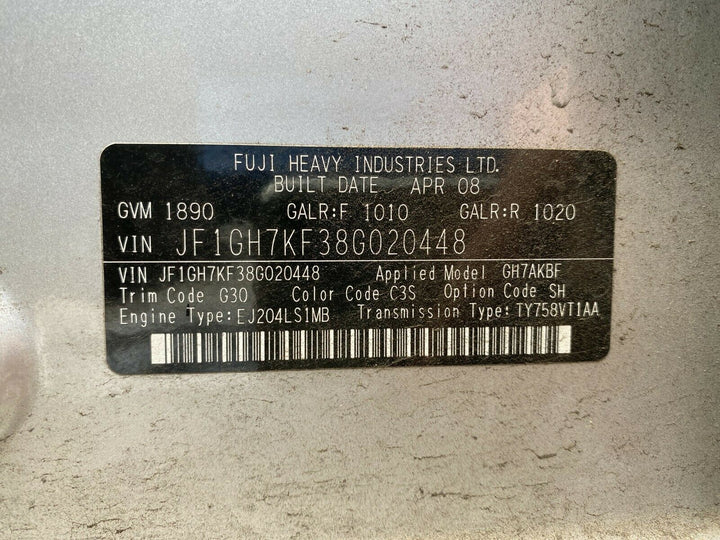 FUJI HEAVY INDUSTRIES LTD.
BUILT DATE APR 08
GVM 1890 GALR:F 1010 GALR:R 1020
VIN JF1GH7KF38G020448
VIN JF1GH7KF38G020448 Applied Model GH7AKBF
Trim Code G30 Color Code C3S Option Code SH
Engine Type:EJ204LS1MB Transmission Type:TY758VT1AA